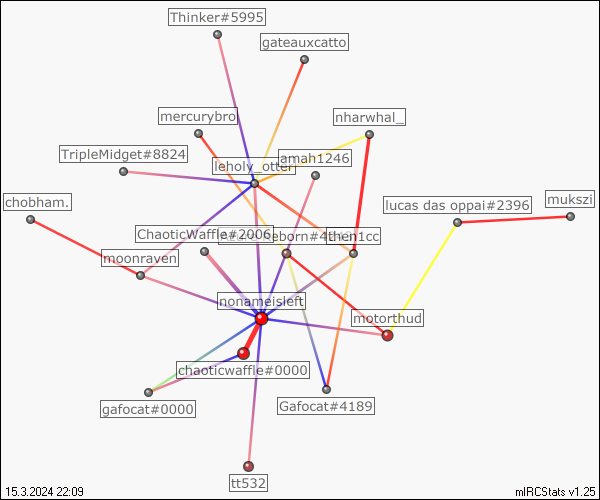 Thinker#5995
gateauxcatto
mercurybro
nharwhal_
TripleMidget#8824
leholy_otter
amah1246
chobham.
lucas das oppai#2396
mukszi
ChaoticWaffle#2006
eborn#4
then1cc
moonraven
nonameisleft
motorthud
chaoticwaffle#0000
gafocat#0000
Gafocat#4189
tt532
15.3.2024 22:09
mIRCStats v1.25